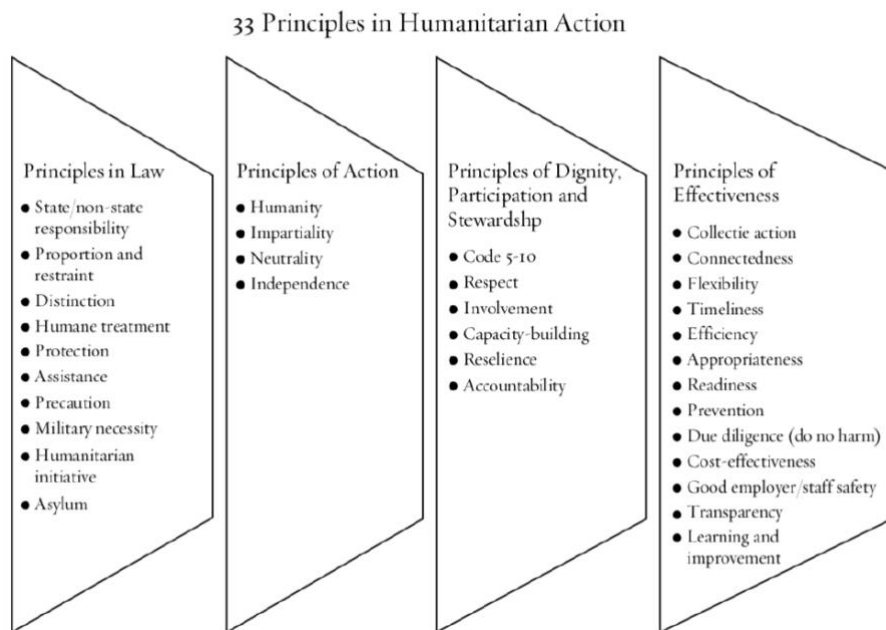 33 Principles in Humanitarian Action
Principles in Law
● State/non-state
responsibility
● Proportion and
restraint
● Distinction
● Humane treatment
● Protection
● Assistance
● Precaution
● Military necessity
● Humanitarian
initiative
● Asylum
Principles of Action
● Humanity
● Impartiality
● Neutrality
● Independence
Principles of Dignity,
Participation and
Stewardshp
● Code 5-10
● Respect
● Involvement
● Capacity-building
● Reselience
● Accountability
Principles of
Effectiveness
● Collectie action
● Connectedness
● Flexibility
● Timeliness
● Efficiency
● Appropriateness
● Readiness
● Prevention
● Due diligence (do no harm)
● Cost-effectiveness
● Good employer/staff safety
● Transparency
● Learning and
improvement